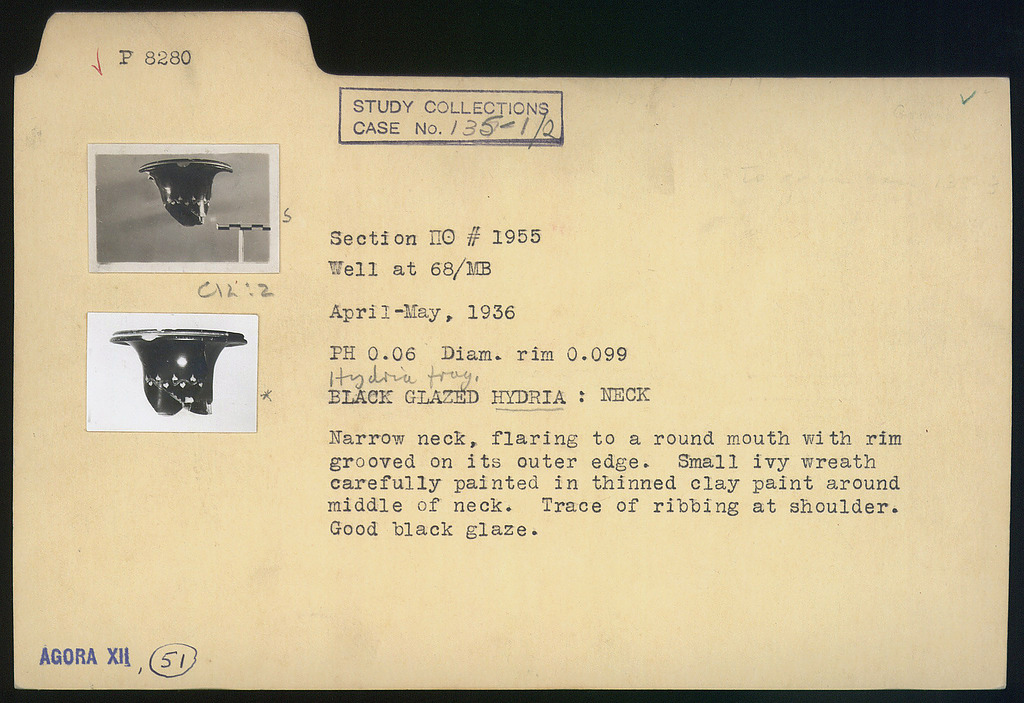 P 8280
STUDY COLLECTIONS
CASE No. 135-1/2
S
C12:2
*
Section ΠΘ # 1955
Well at 68/MB
April-May, 1936
PH 0.06 Diam. rim 0.099
Hydria frag.
BLACK GLAZED HYDRIA : NECK
Narrow neck, flaring to a round mouth with rim
grooved on its outer edge. Small ivy wreath
carefully painted in thinned clay paint around
middle of neck. Trace of ribbing at shoulder.
Good black glaze.
AGORA XII, 51